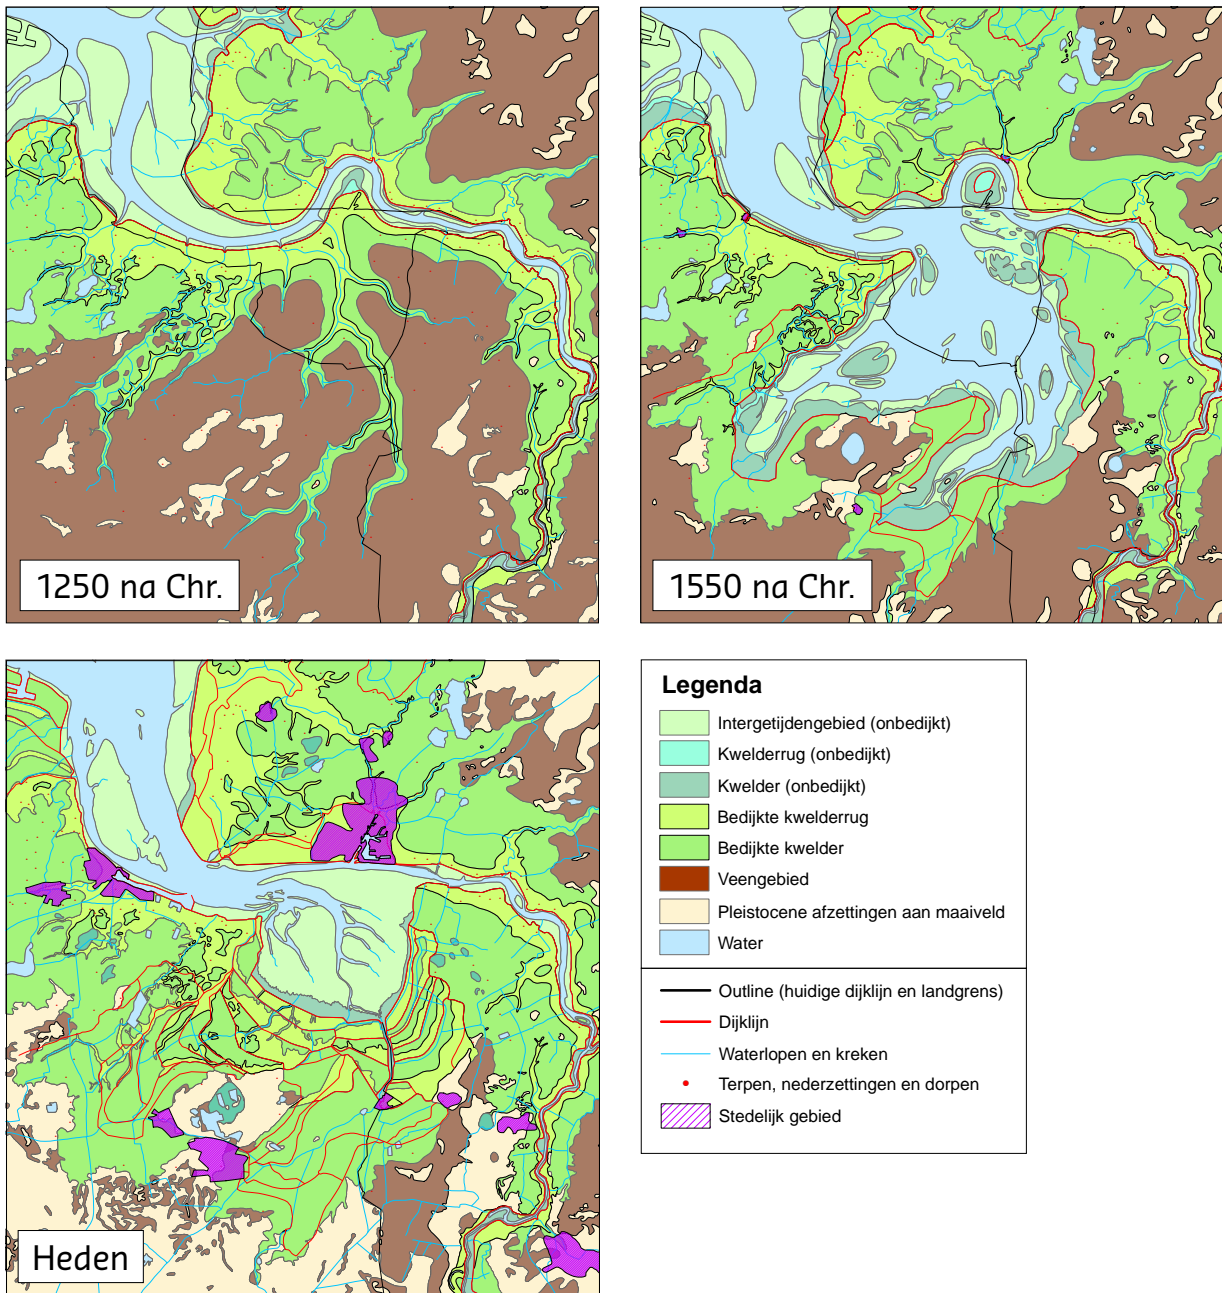 1250 na Chr.
1550 na Chr.
Heden
Legenda
Intergetijdengebied (onbedijkt)
Kwelderrug (onbedijkt)
Kwelder (onbedijkt)
Bedijkte kwelderrug
Bedijkte kwelder
Veengebied
Pleistocene afzettingen aan maaiveld
Water
Outline (huidige dijklijn en landgrens)
Dijklijn
Waterlopen en kreken
Terpen, nederzettingen en dorpen
Stedelijk gebied